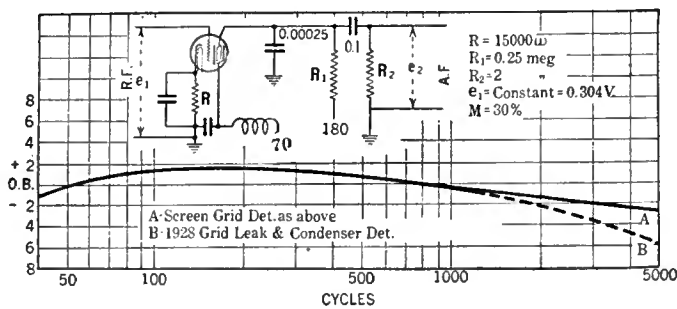 R.F.
e₁
R
0.00025
0.1
R₁
R₂
e₂
A.F.
180
70
R = 15000ω
R₁=0.25 meg
R₂=2 "
e₁=Constant=0.304V.
M=30%
8
6
4
+ 2
O.B.
- 2
4
6
8
A-Screen Grid Det. as above
B-1928 Grid Leak & Condenser Det.
A
B
50 100 500 1000 5000
CYCLES